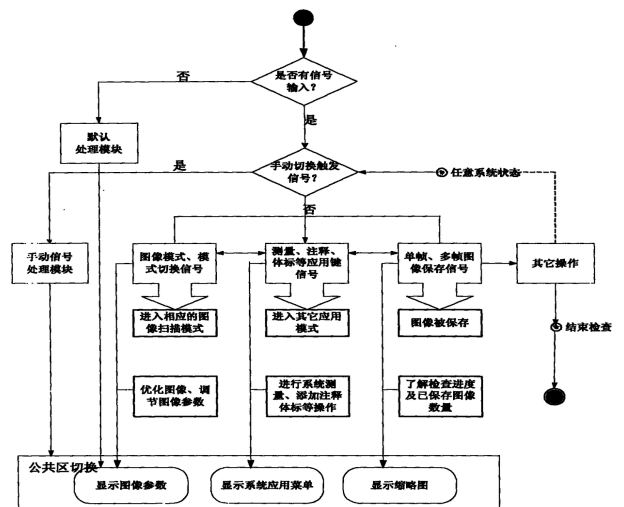 是否有信号
输入？
否
是
默认
处理模块
手动切换触发
信号？
是
任意系统状态
否
手动信号
处理模块
图像模式、模
式切换信号
测量、注释、
体标等应用键
信号
单帧、多帧图
像保存信号
其它操作
进入相应的图
像扫描模式
进入其它应用
模式
图像被保存
结束检查
优化图像、调
节图像参数
进行系统测
量、添加注释
体标等操作
了解检查进度
及已保存图像
数量
公共区切换
显示图像参数
显示系统应用菜单
显示缩略图